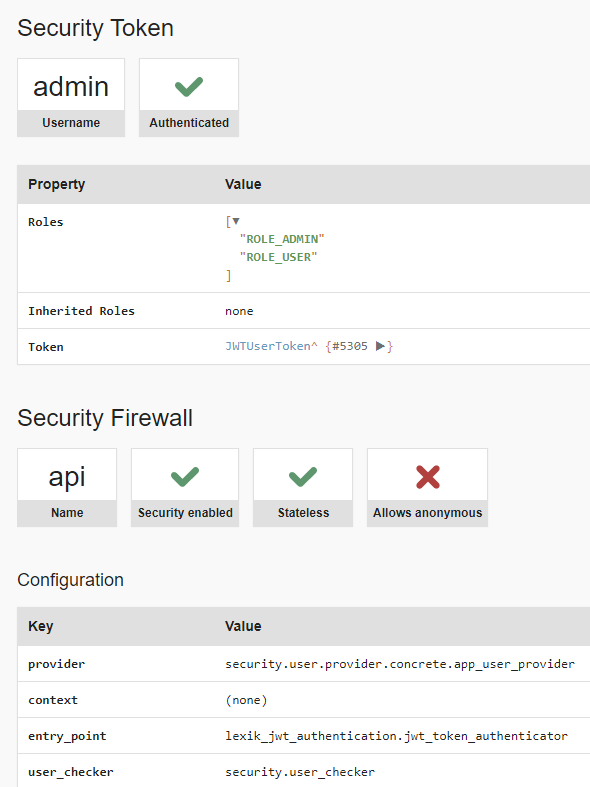 Security Token
admin
Username Authenticated
Property Value
Roles [▼
"ROLE_ADMIN"
"ROLE_USER"
]
Inherited Roles none
Token JWTUserToken^ {#5305 ▶}
Security Firewall
api
Name Security enabled Stateless Allows anonymous
Configuration
Key Value
provider security.user.provider.concrete.app_user_provider
context (none)
entry_point lexik_jwt_authentication.jwt_token_authenticator
user_checker security.user_checker